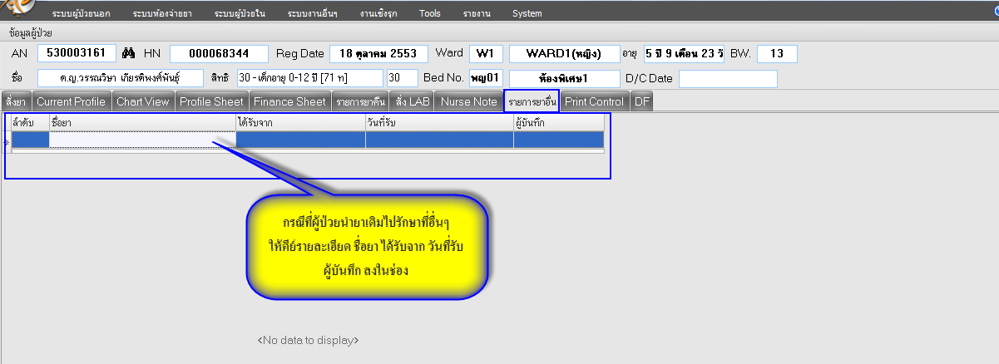 ระบบผู้ป่วยนอก ระบบห้องจ่ายยา ระบบผู้ป่วยใน ระบบงานอื่นๆ งานเชิงรุก Tools รายงาน System
ข้อมูลผู้ป่วย
AN 530003161 HN 000068344 Reg Date 18 ตุลาคม 2553 Ward W1 WARD1(หญิง) อายุ 5 ปี 9 เดือน 23 วั BW. 13
ชื่อ ด.ญ.วรรณวิษา เกียรติพงศ์พันธุ์ สิทธิ 30 - เด็กอายุ 0-12 ปี [71 ท] 30 Bed No. พญ01 ห้องพิเศษ1 D/C Date
สั่งยา Current Profile Chart View Profile Sheet Finance Sheet รายการยาคืน สั่ง LAB Nurse Note รายการยาอื่น Print Control DF
ลำดับ ชื่อยา ได้รับจาก วันที่รับ ผู้บันทึก
กรณีที่ผู้ป่วยนำยาเดิมไปรักษาที่อื่นๆ
ให้คีย์รายละเอียด ชื่อยา ได้รับจาก วันที่รับ
ผู้บันทึก ลงในช่อง
<No data to display>